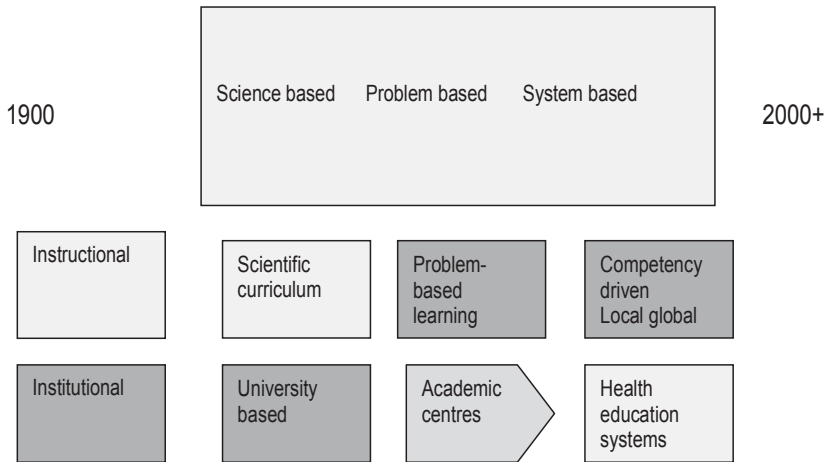 Science based Problem based System based
1900
2000+
Instructional
Scientific
curriculum
Problem-
based
learning
Competency
driven
Local global
Institutional
University
based
Academic
centres
Health
education
systems